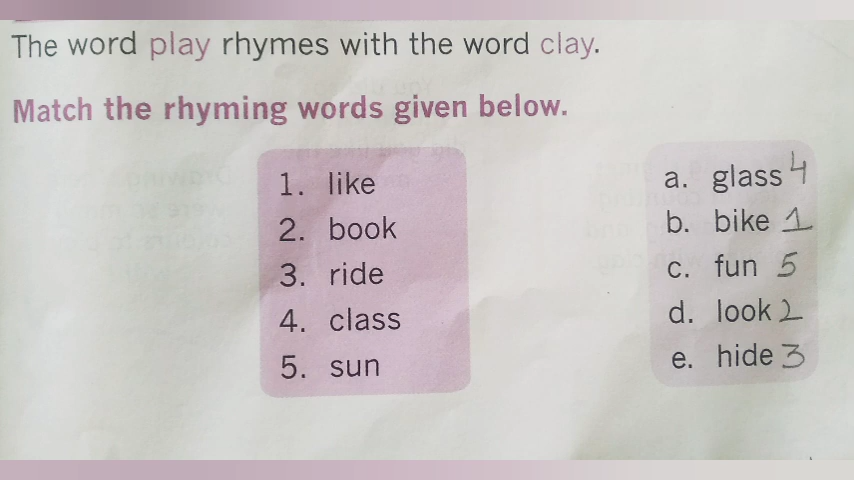 The word play rhymes with the word clay.
Match the rhyming words given below.
1. like
2. book
3. ride
4. class
5. sun
a. glass 4
b. bike 1
c. fun 5
d. look 2
e. hide 3